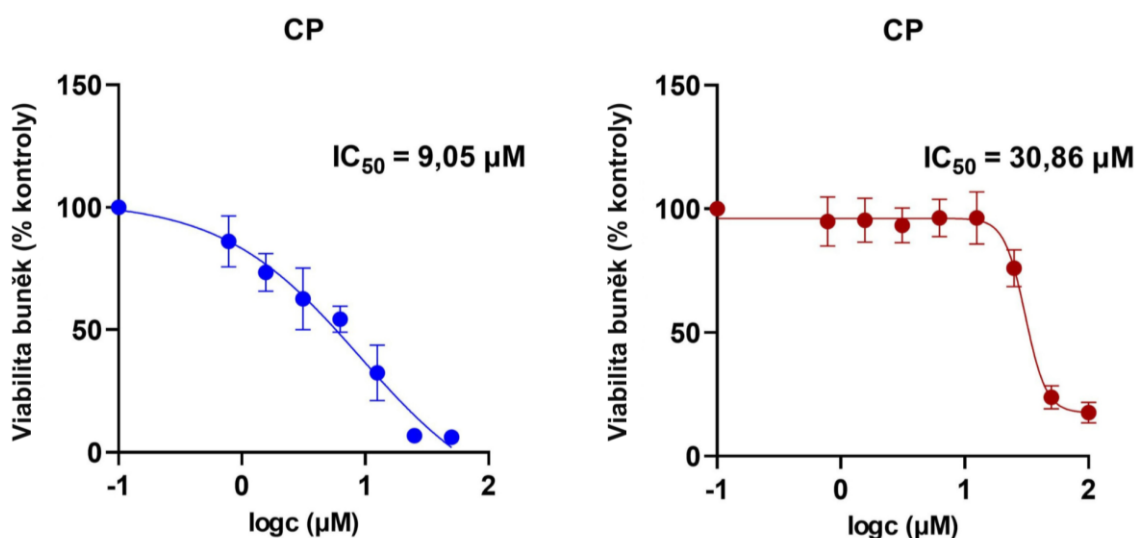 CP
150
100
50
0
Viabilita buněk (% kontroly)
IC50 = 9,05 µM
-1 0 1 2
logc (µM)
CP
150
100
50
0
Viabilita buněk (% kontroly)
IC50 = 30,86 µM
-1 0 1 2
logc (µM)